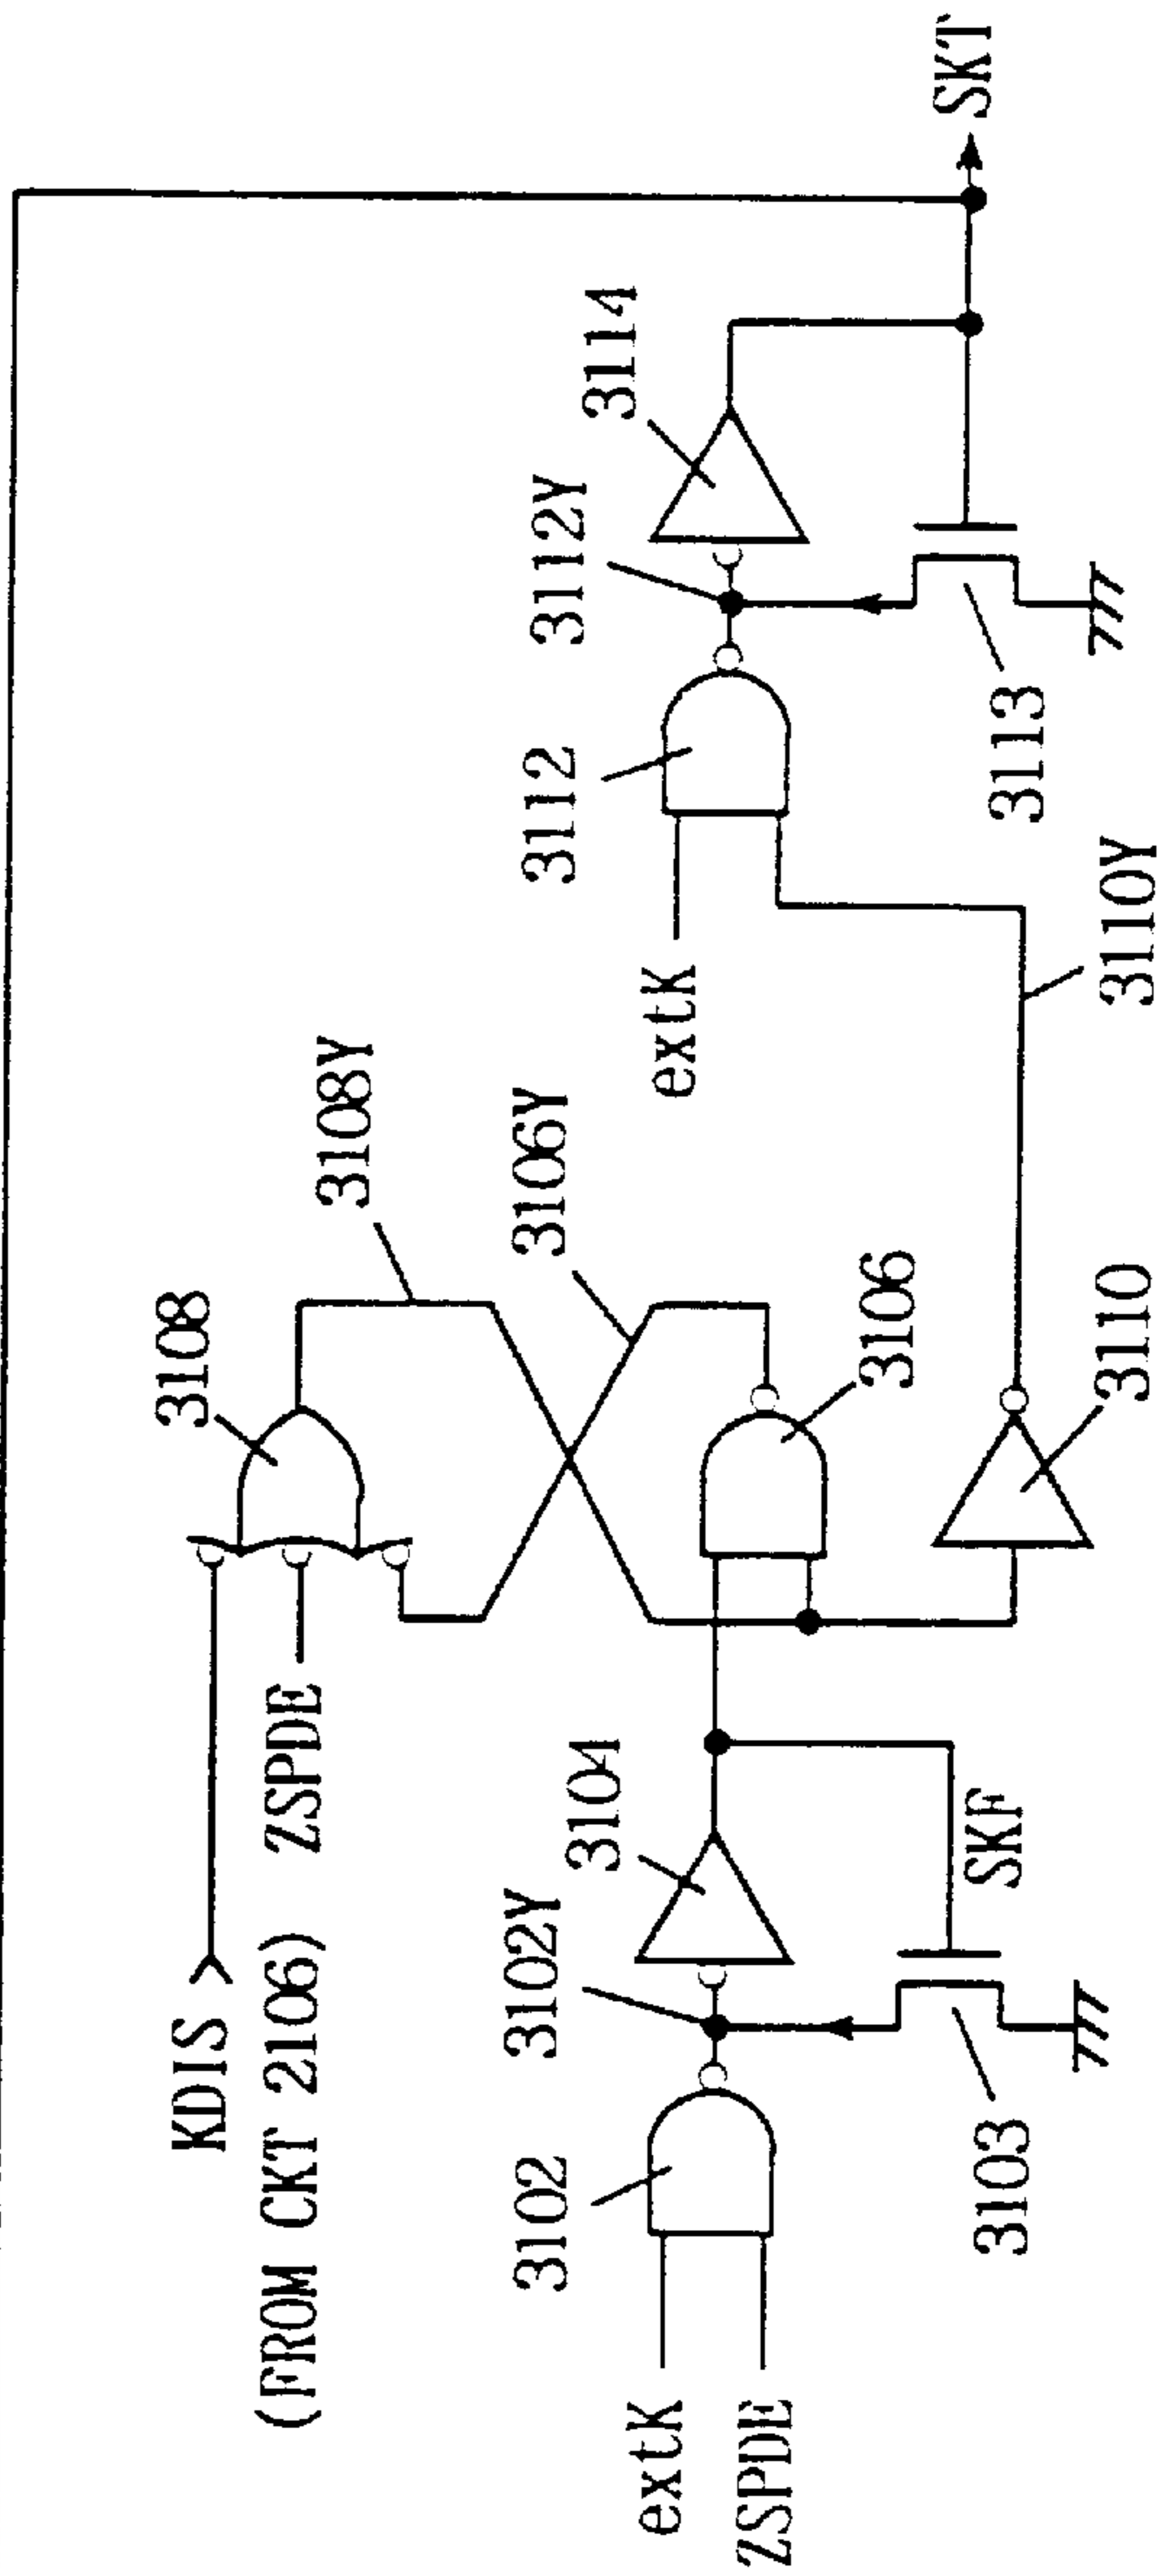 KDIS
(FROM CKT 2106)
ZSPDE
3108
3108Y
3106Y
extK
ZSPDE
3102
3102Y
3104
3103
SKF
3106
3110
3110Y
extK
3112
3112Y
3114
3113
SKT